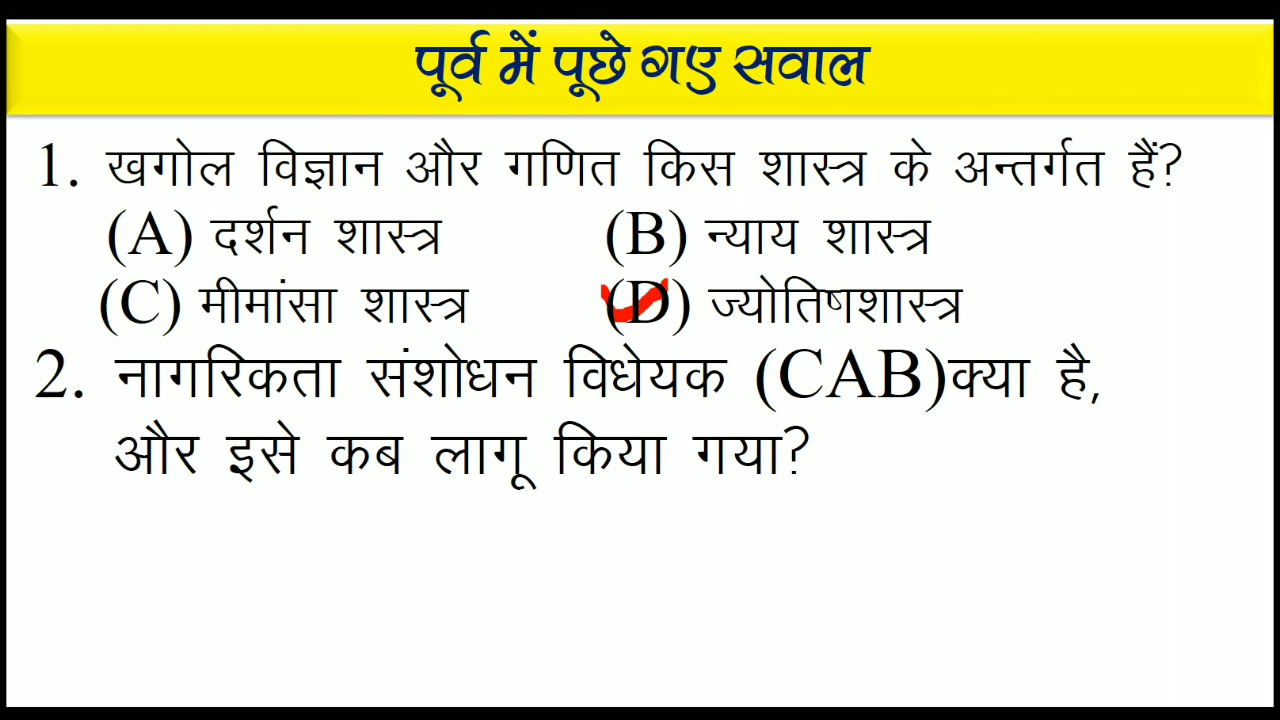 पूर्व में पूछे गए सवाल
1. खगोल विज्ञान और गणित किस शास्त्र के अन्तर्गत हैं?
(A) दर्शन शास्त्र (B) न्याय शास्त्र
(C) मीमांसा शास्त्र (D) ज्योतिषशास्त्र
2. नागरिकता संशोधन विधेयक (CAB)क्या है,
और इसे कब लागू किया गया?